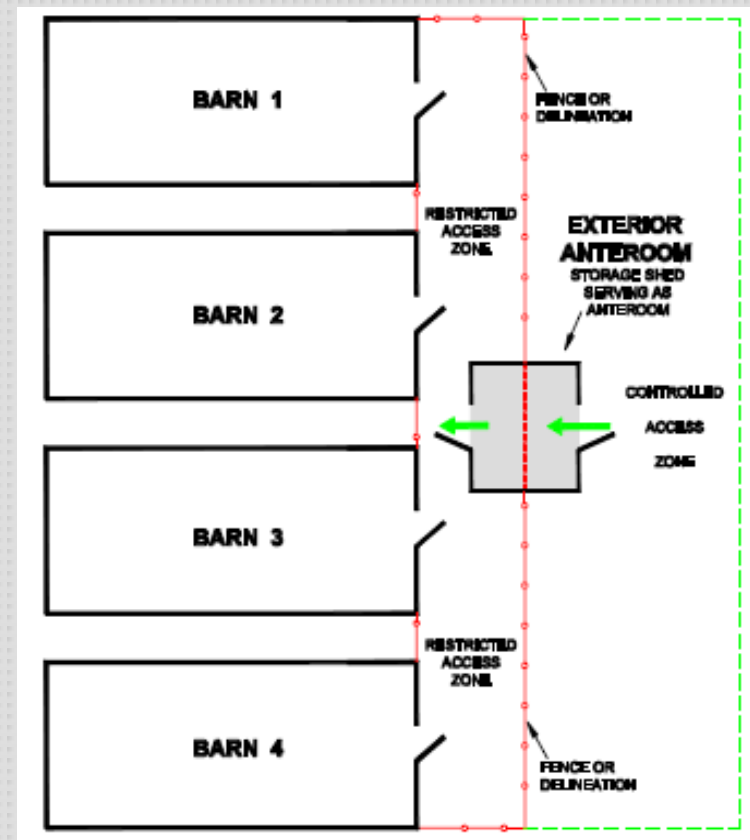 BARN 1
FENCE OR
DELINEATION
RESTRICTED
ACCESS
ZONE
EXTERIOR
ANTEROOM
STORAGE SHED
SERVING AS
ANTEROOM
BARN 2
CONTROLLED
ACCESS
ZONE
BARN 3
RESTRICTED
ACCESS
ZONE
BARN 4
FENCE OR
DELINEATION